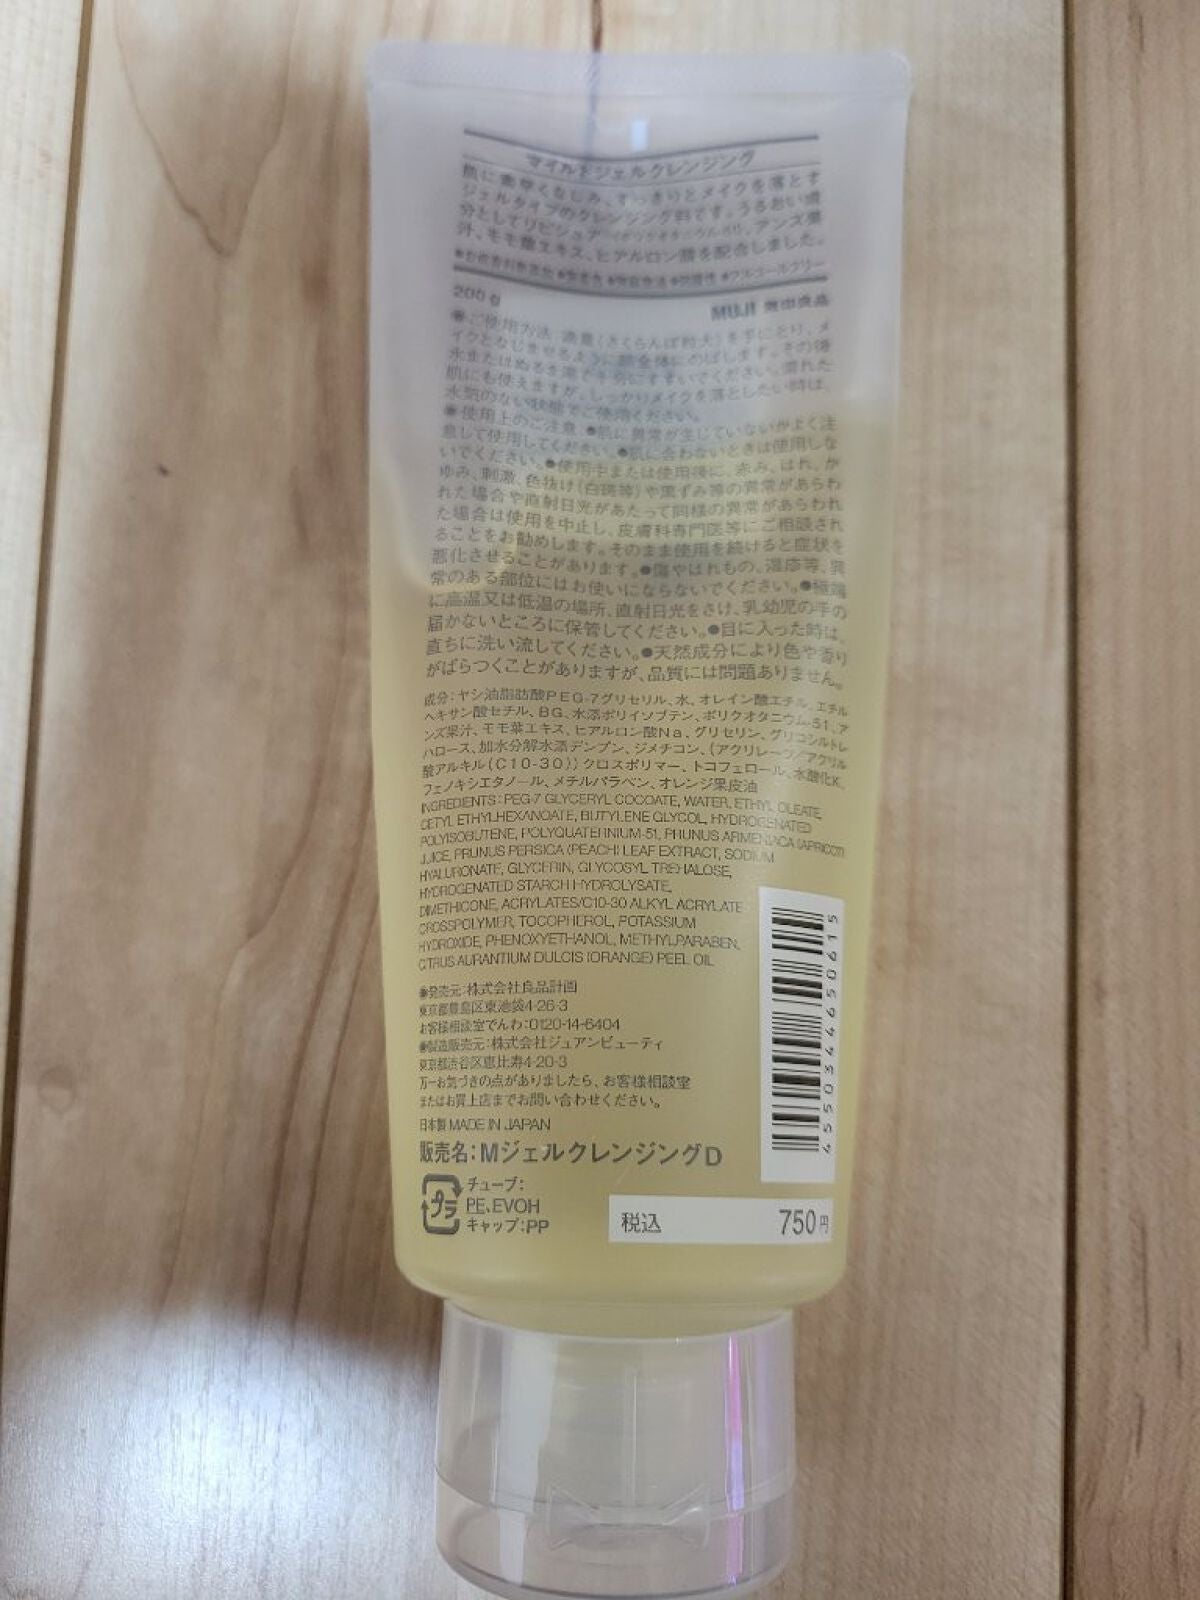 マイルドジェルクレンジング
肌に素早くなじみ、すっきりとメイクを落とす
ジェルタイプのクレンジング料です。うるおい成
分としてリピジュア(ポリクオタニウム-51)、アンズ果
汁、モモ葉エキス、ヒアルロン酸を配合しました。
●合成香料無添加 ●無着色 ●無鉱物油 ●弱酸性 ●アルコールフリー
200g
MUJI 無印良品
●ご使用方法 適量(さくらんぼ粒大)を手にとり、メ
イクとなじませるように顔全体にのばします。その後
水またはぬるま湯で十分にすすいでください。濡れた
肌にも使えますが、しっかりメイクを落としたい時は、
水気のない状態でご使用ください。
●使用上のご注意 ●肌に異常が生じていないかよく注
意して使用してください。●肌に合わないときは使用しな
いでください。●使用中または使用後に、赤み、はれ、か
ゆみ、刺激、色抜け(白斑等)や黒ずみ等の異常があらわ
れた場合や直射日光があたって同様の異常があらわれ
た場合は使用を中止し、皮膚科専門医等にご相談され
ることをお勧めします。そのまま使用を続けると症状を
悪化させることがあります。●傷やはれもの、湿疹等、異
常のある部位にはお使いにならないでください。●極端
に高温又は低温の場所、直射日光をさけ、乳幼児の手の
届かないところに保管してください。●目に入った時は、
直ちに洗い流してください。●天然成分により色や香り
がばらつくことがありますが、品質には問題ありません。
成分:ヤシ油脂肪酸PEG-7グリセリル、水、オレイン酸エチル、エチル
ヘキサン酸セチル、BG、水添ポリイソブテン、ポリクオタニウム-51、ア
ンズ果汁、モモ葉エキス、ヒアルロン酸Na、グリセリン、グリコシルトレ
ハロース、加水分解水添デンプン、ジメチコン、(アクリレーツ/アクリル
酸アルキル(C10-30))クロスポリマー、トコフェロール、水酸化K、
フェノキシエタノール、メチルパラベン、オレンジ果皮油
INGREDIENTS:PEG-7 GLYCERYL COCOATE, WATER, ETHYL OLEATE,
CETYL ETHYLHEXANOATE, BUTYLENE GLYCOL, HYDROGENATED
POLYISOBUTENE, POLYQUATERNIUM-51, PRUNUS ARMENIACA (APRICOT)
JUICE, PRUNUS PERSICA (PEACH) LEAF EXTRACT, SODIUM
HYALURONATE, GLYCERIN, GLYCOSYL TREHALOSE,
HYDROGENATED STARCH HYDROLYSATE,
DIMETHICONE, ACRYLATES/C10-30 ALKYL ACRYLATE
CROSSPOLYMER, TOCOPHEROL, POTASSIUM
HYDROXIDE, PHENOXYETHANOL, METHYLPARABEN,
CITRUS AURANTIUM DULCIS (ORANGE) PEEL OIL
●発売元:株式会社良品計画
東京都豊島区東池袋4-26-3
お客様相談室でんわ:0120-14-6404
●製造販売元:株式会社ジュアンビューティ
東京都渋谷区恵比寿4-20-3
万一お気づきの点がありましたら、お客様相談室
またはお買上店までお問い合わせください。
日本製 MADE IN JAPAN
販売名:MジェルクレンジングD
プラ
チューブ:
PE、EVOH
キャップ:PP
税込 750円